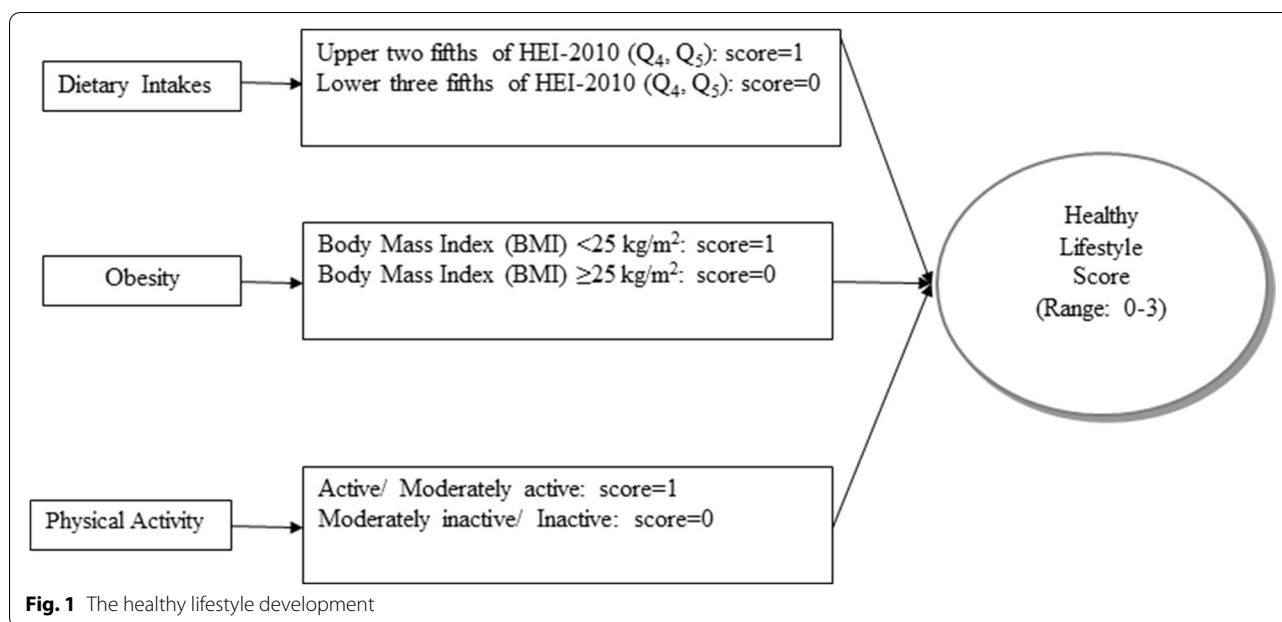 Dietary Intakes
Upper two fifths of HEI-2010 (Q4, Q5): score=1
Lower three fifths of HEI-2010 (Q4, Q5): score=0
Obesity
Body Mass Index (BMI) <25 kg/m²: score=1
Body Mass Index (BMI) ≥25 kg/m²: score=0
Physical Activity
Active/ Moderately active: score=1
Moderately inactive/ Inactive: score=0
Healthy
Lifestyle
Score
(Range: 0-3)
Fig. 1 The healthy lifestyle development